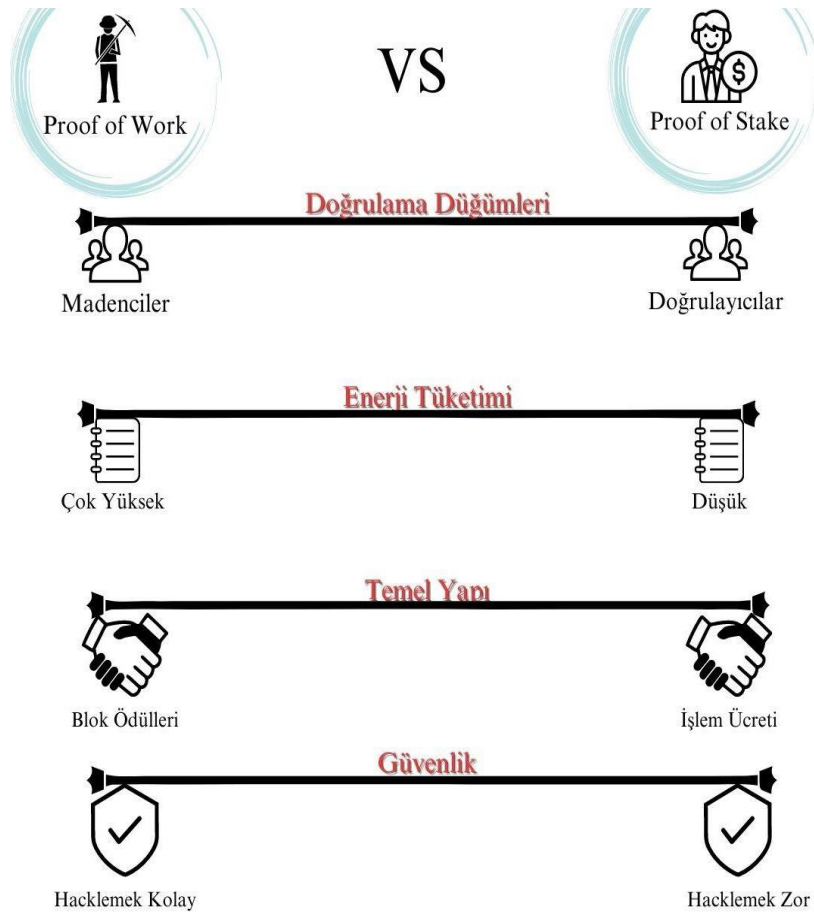 VS
Proof of Work
Proof of Stake
Doğrulama Düğümleri
Madenciler
Doğrulayıcılar
Enerji Tüketimi
Çok Yüksek
Düşük
Temel Yapı
Blok Ödülleri
İşlem Ücreti
Güvenlik
Hacklemek Kolay
Hacklemek Zor